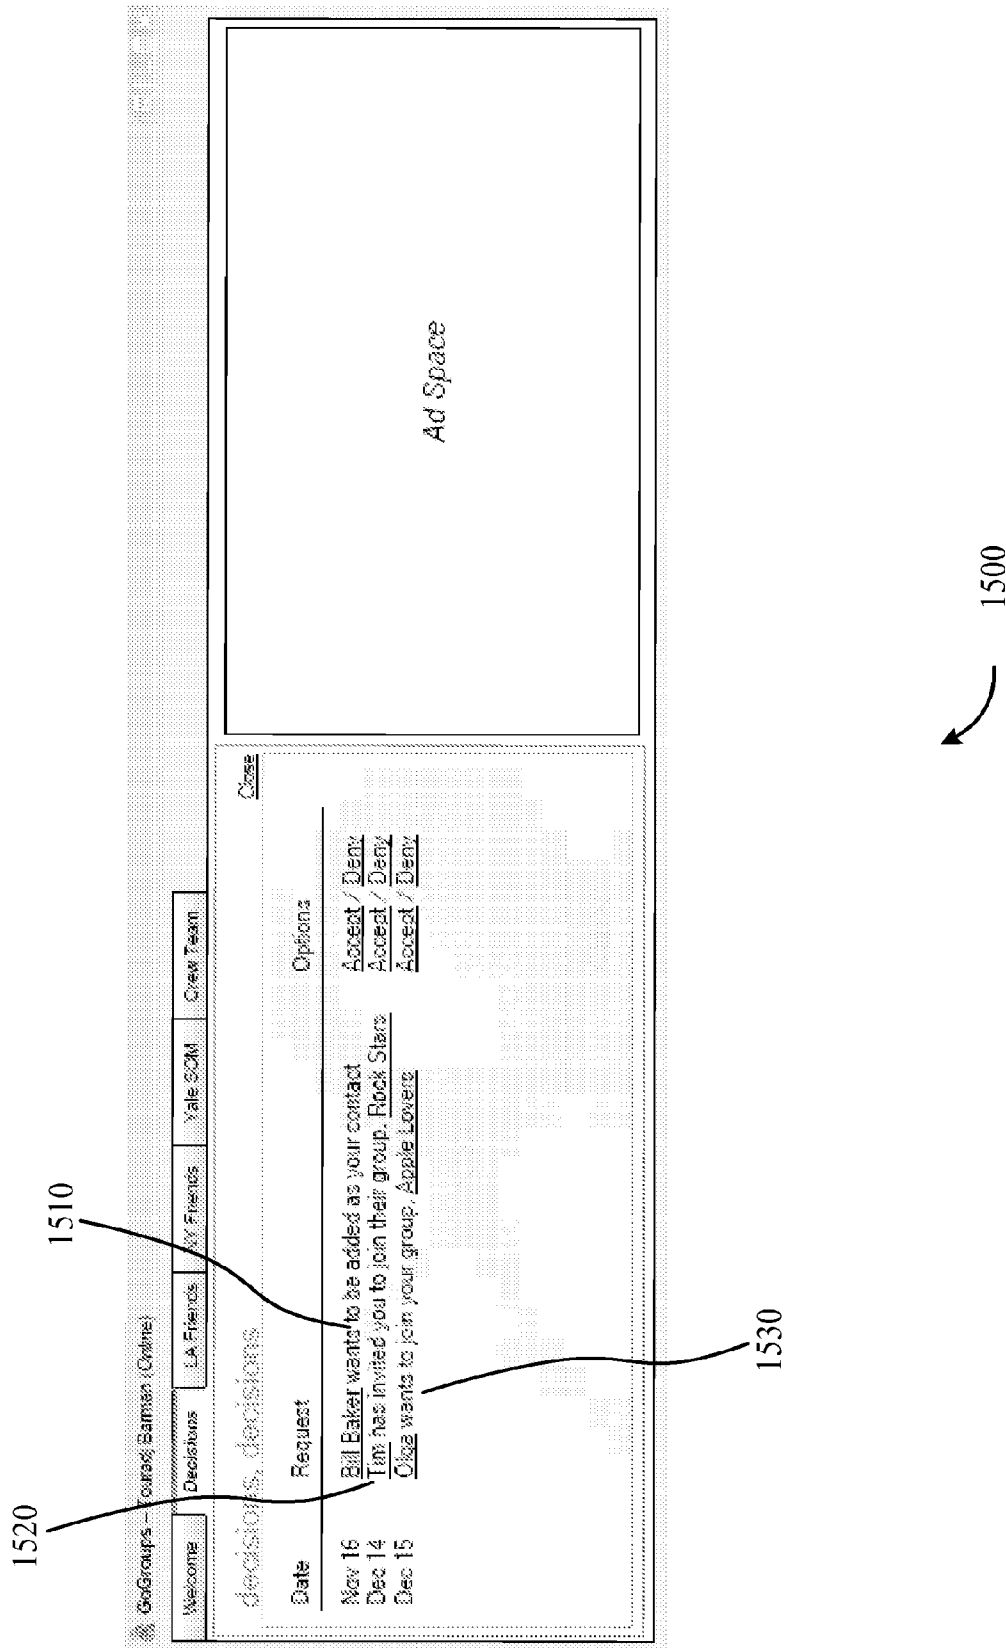 GoGroups – Touradj Barman (Online)
Welcome Decisions LA Friends NY Friends Yale SOM Crew Team
decisions, decisions
Close
Date Request Options
Nov 16 Bill Baker wants to be added as your contact Accept / Deny
Dec 14 Tim has invited you to join their group, Rock Stars Accept / Deny
Dec 15 Olga wants to join your group, Apple Lovers Accept / Deny
Ad Space
1510
1520
1530
1500